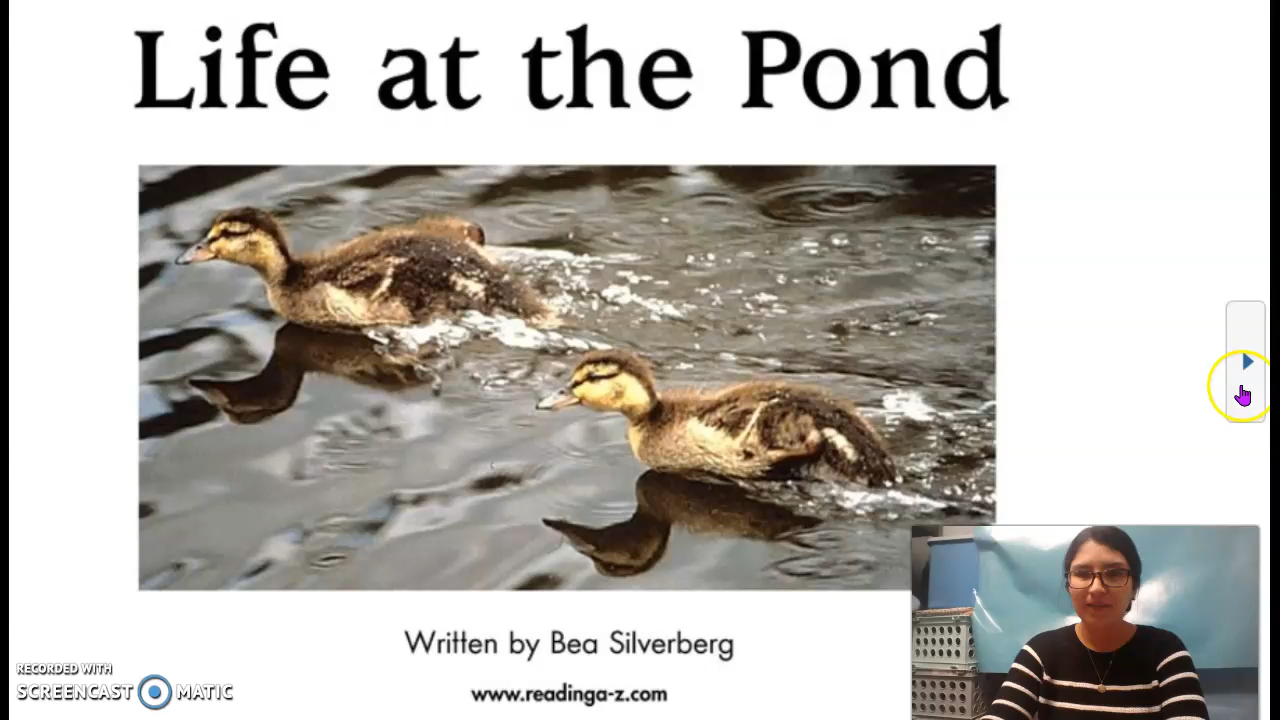 Life at the Pond
Written by Bea Silverberg
www.readinga-z.com
RECORDED WITH
SCREENCAST MATIC